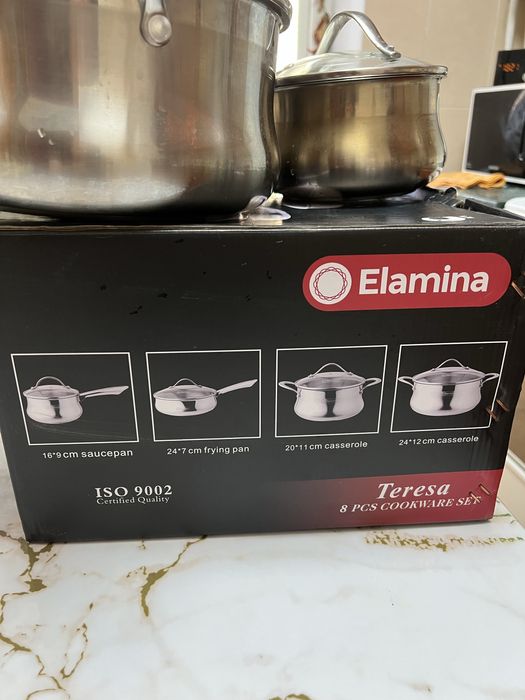 Elamina
16*9 cm saucepan
24*7 cm frying pan
20*11 cm casserole
24*12 cm casserole
ISO 9002
Certified Quality
Teresa
8 PCS COOKWARE SET